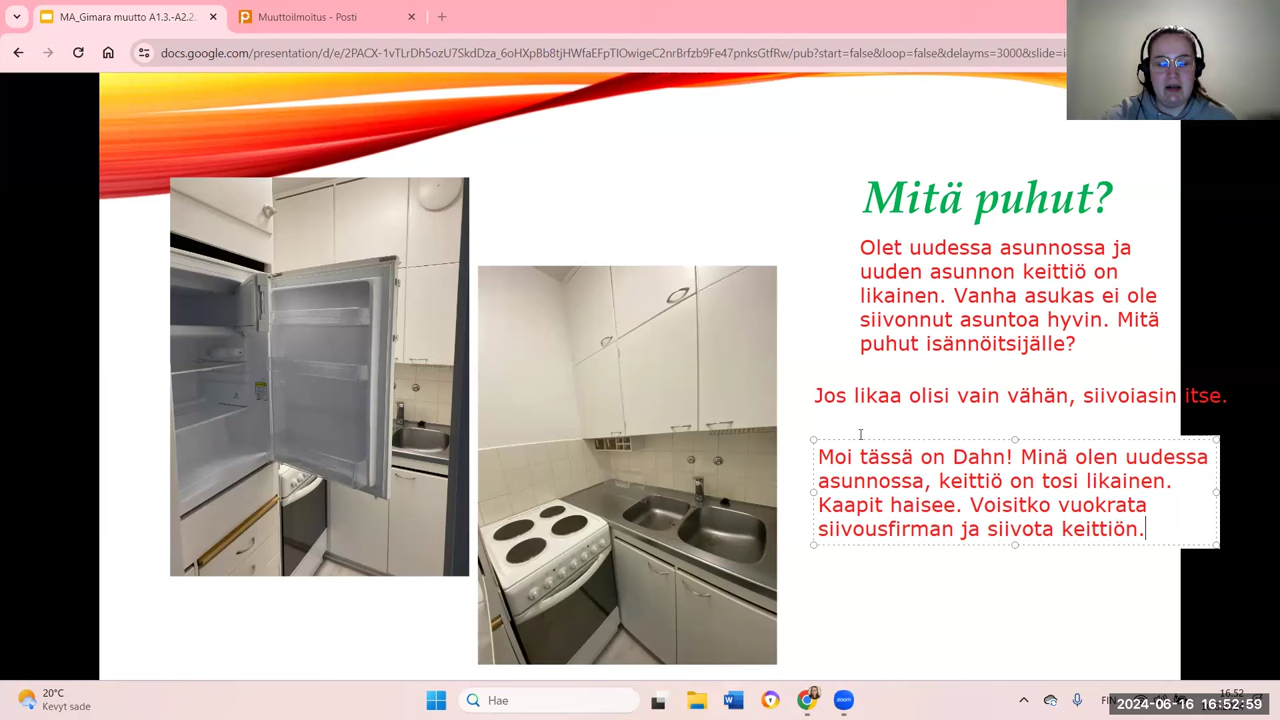 MA_Gimara muutto A1.3.-A2.2.
Muuttoilmoitus - Posti
docs.google.com/presentation/d/e/2PACX-1vTLrDh5ozU7SkdDza_6oHXpBb8tjHWfaEFpTIOwigeC2nrBrfzb9Fe47pnksGtfRw/pub?start=false&loop=false&delayms=3000&slide=i
Mitä puhut?
Olet uudessa asunnossa ja
uuden asunnon keittiö on
likainen. Vanha asukas ei ole
siivonnut asuntoa hyvin. Mitä
puhut isännöitsijälle?
Jos likaa olisi vain vähän, siivoiasin itse.
Moi tässä on Dahn! Minä olen uudessa
asunnossa, keittiö on tosi likainen.
Kaapit haisee. Voisitko vuokrata
siivousfirman ja siivota keittiön.
20°C
Kevyt sade
Hae
zoom
FIN
16.52
2024-06-16 16:52:59